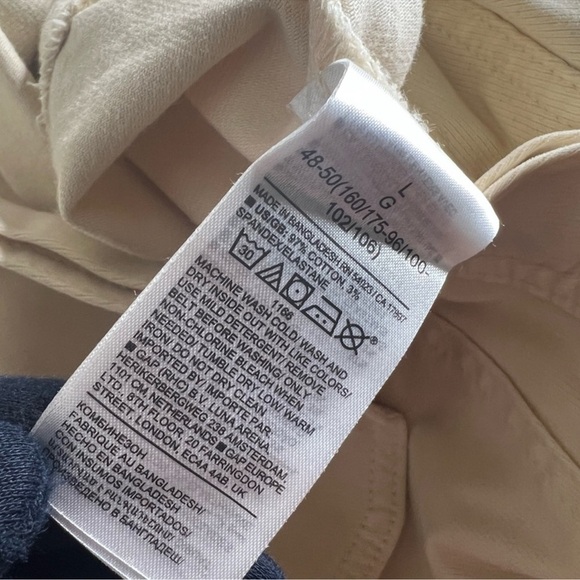 L
G
48-50(160/175-96/100-
102/106)
MADE IN BANGLADESH, RN 54023 / CA 17897
■ US/GB: 97% COTTON, 3%
SPANDEX/ELASTANE
30
1166
MACHINE WASH COLD, WASH AND
DRY INSIDE OUT WITH LIKE COLORS/
USE MILD DETERGENT, REMOVE
BELT BEFORE WASHING, ONLY
NON-CHLORINE BLEACH WHEN
NEEDED/TUMBLE DRY LOW/ WARM
IRON, DO NOT DRY CLEAN
IMPORTED BY, IMPORTE PAR,
■ GAP (RHC) B.V. LUNA ARENA,
HERIKERBERGWEG 238, AMSTERDAM,
1101 CM, NETHERLANDS ■ GAP EUROPE
LTD., 8TH FLOOR, 20 FARRINGDON
STREET, LONDON, EC4A 4AB, UK
КОМБИНЕЗОН
FABRIQUE AU BANGLADESH/
HECHO EN BANGLADESH
CON INSUMOS IMPORTADOS/
В БАНГЛАДЕШ/